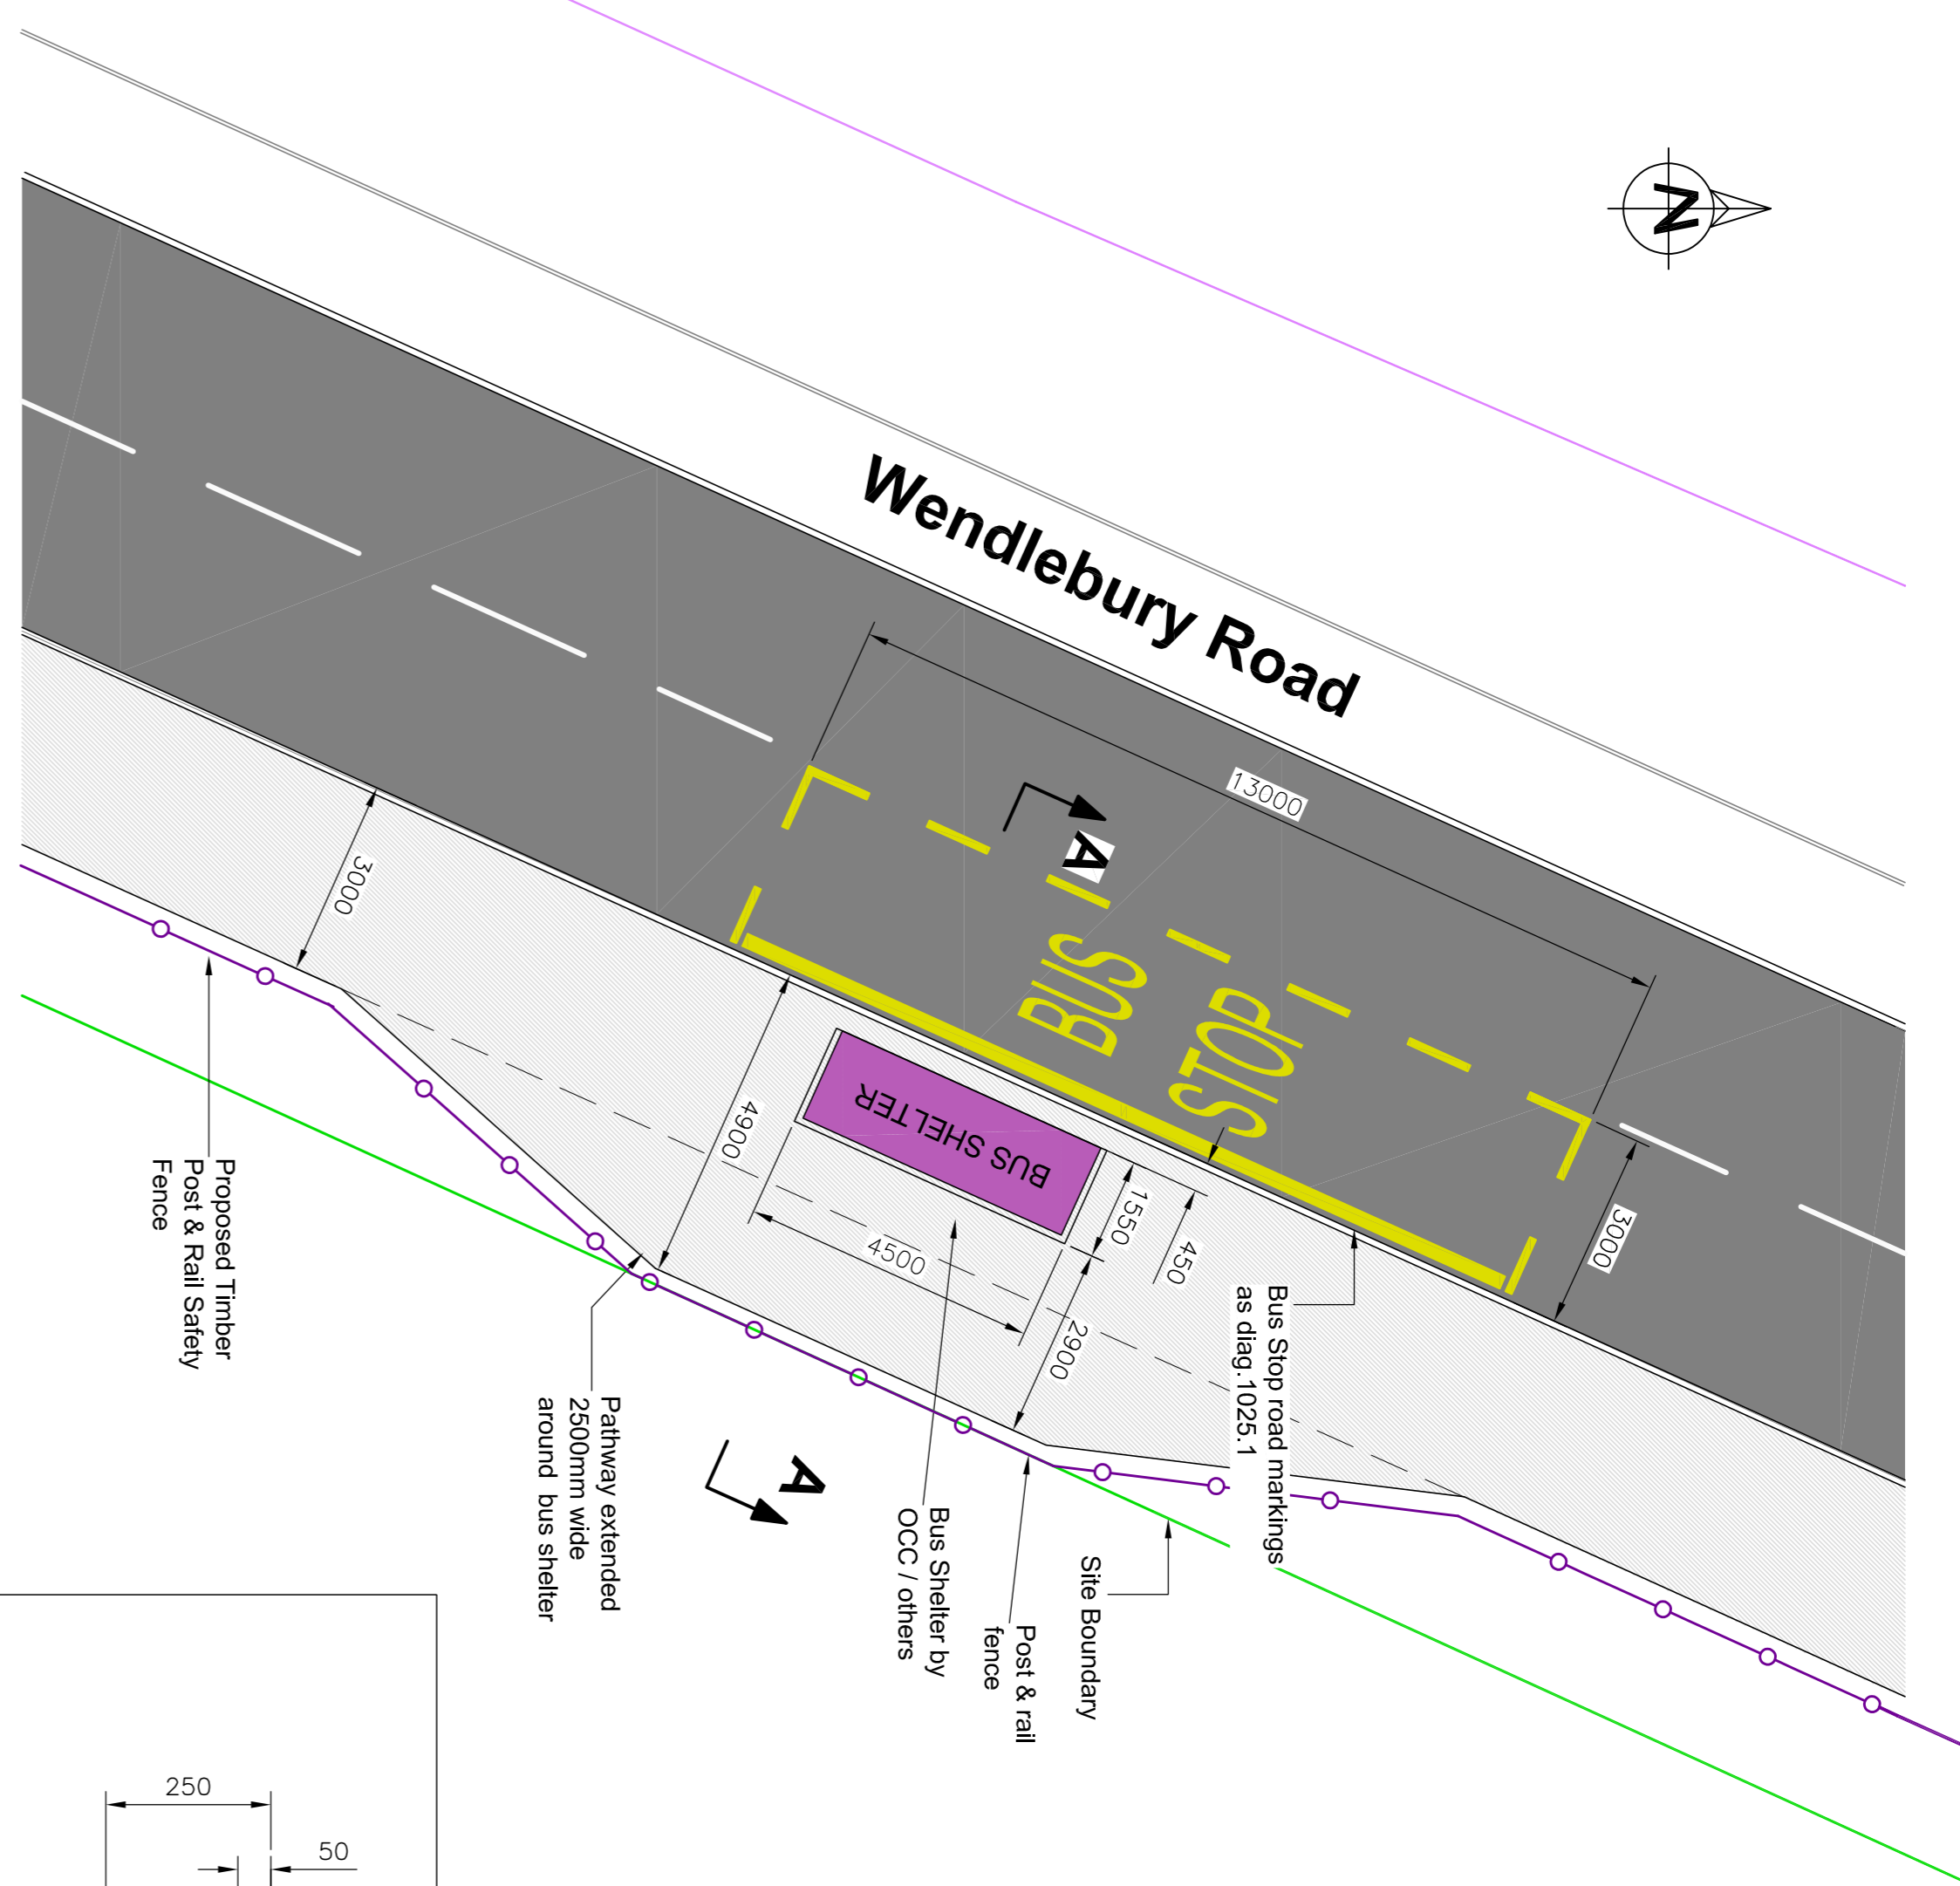 N
Wendlebury Road
13000
A
BUS
STOP
3000
4900
BUS SHELTER
4500
1550
450
2900
3000
Bus Stop road markings
as diag.1025.1
Proposed Timber
Post & Rail Safety
Fence
Pathway extended
2500mm wide
around bus shelter
A
Bus Shelter by
OCC / others
Post & rail
fence
Site Boundary
250
50